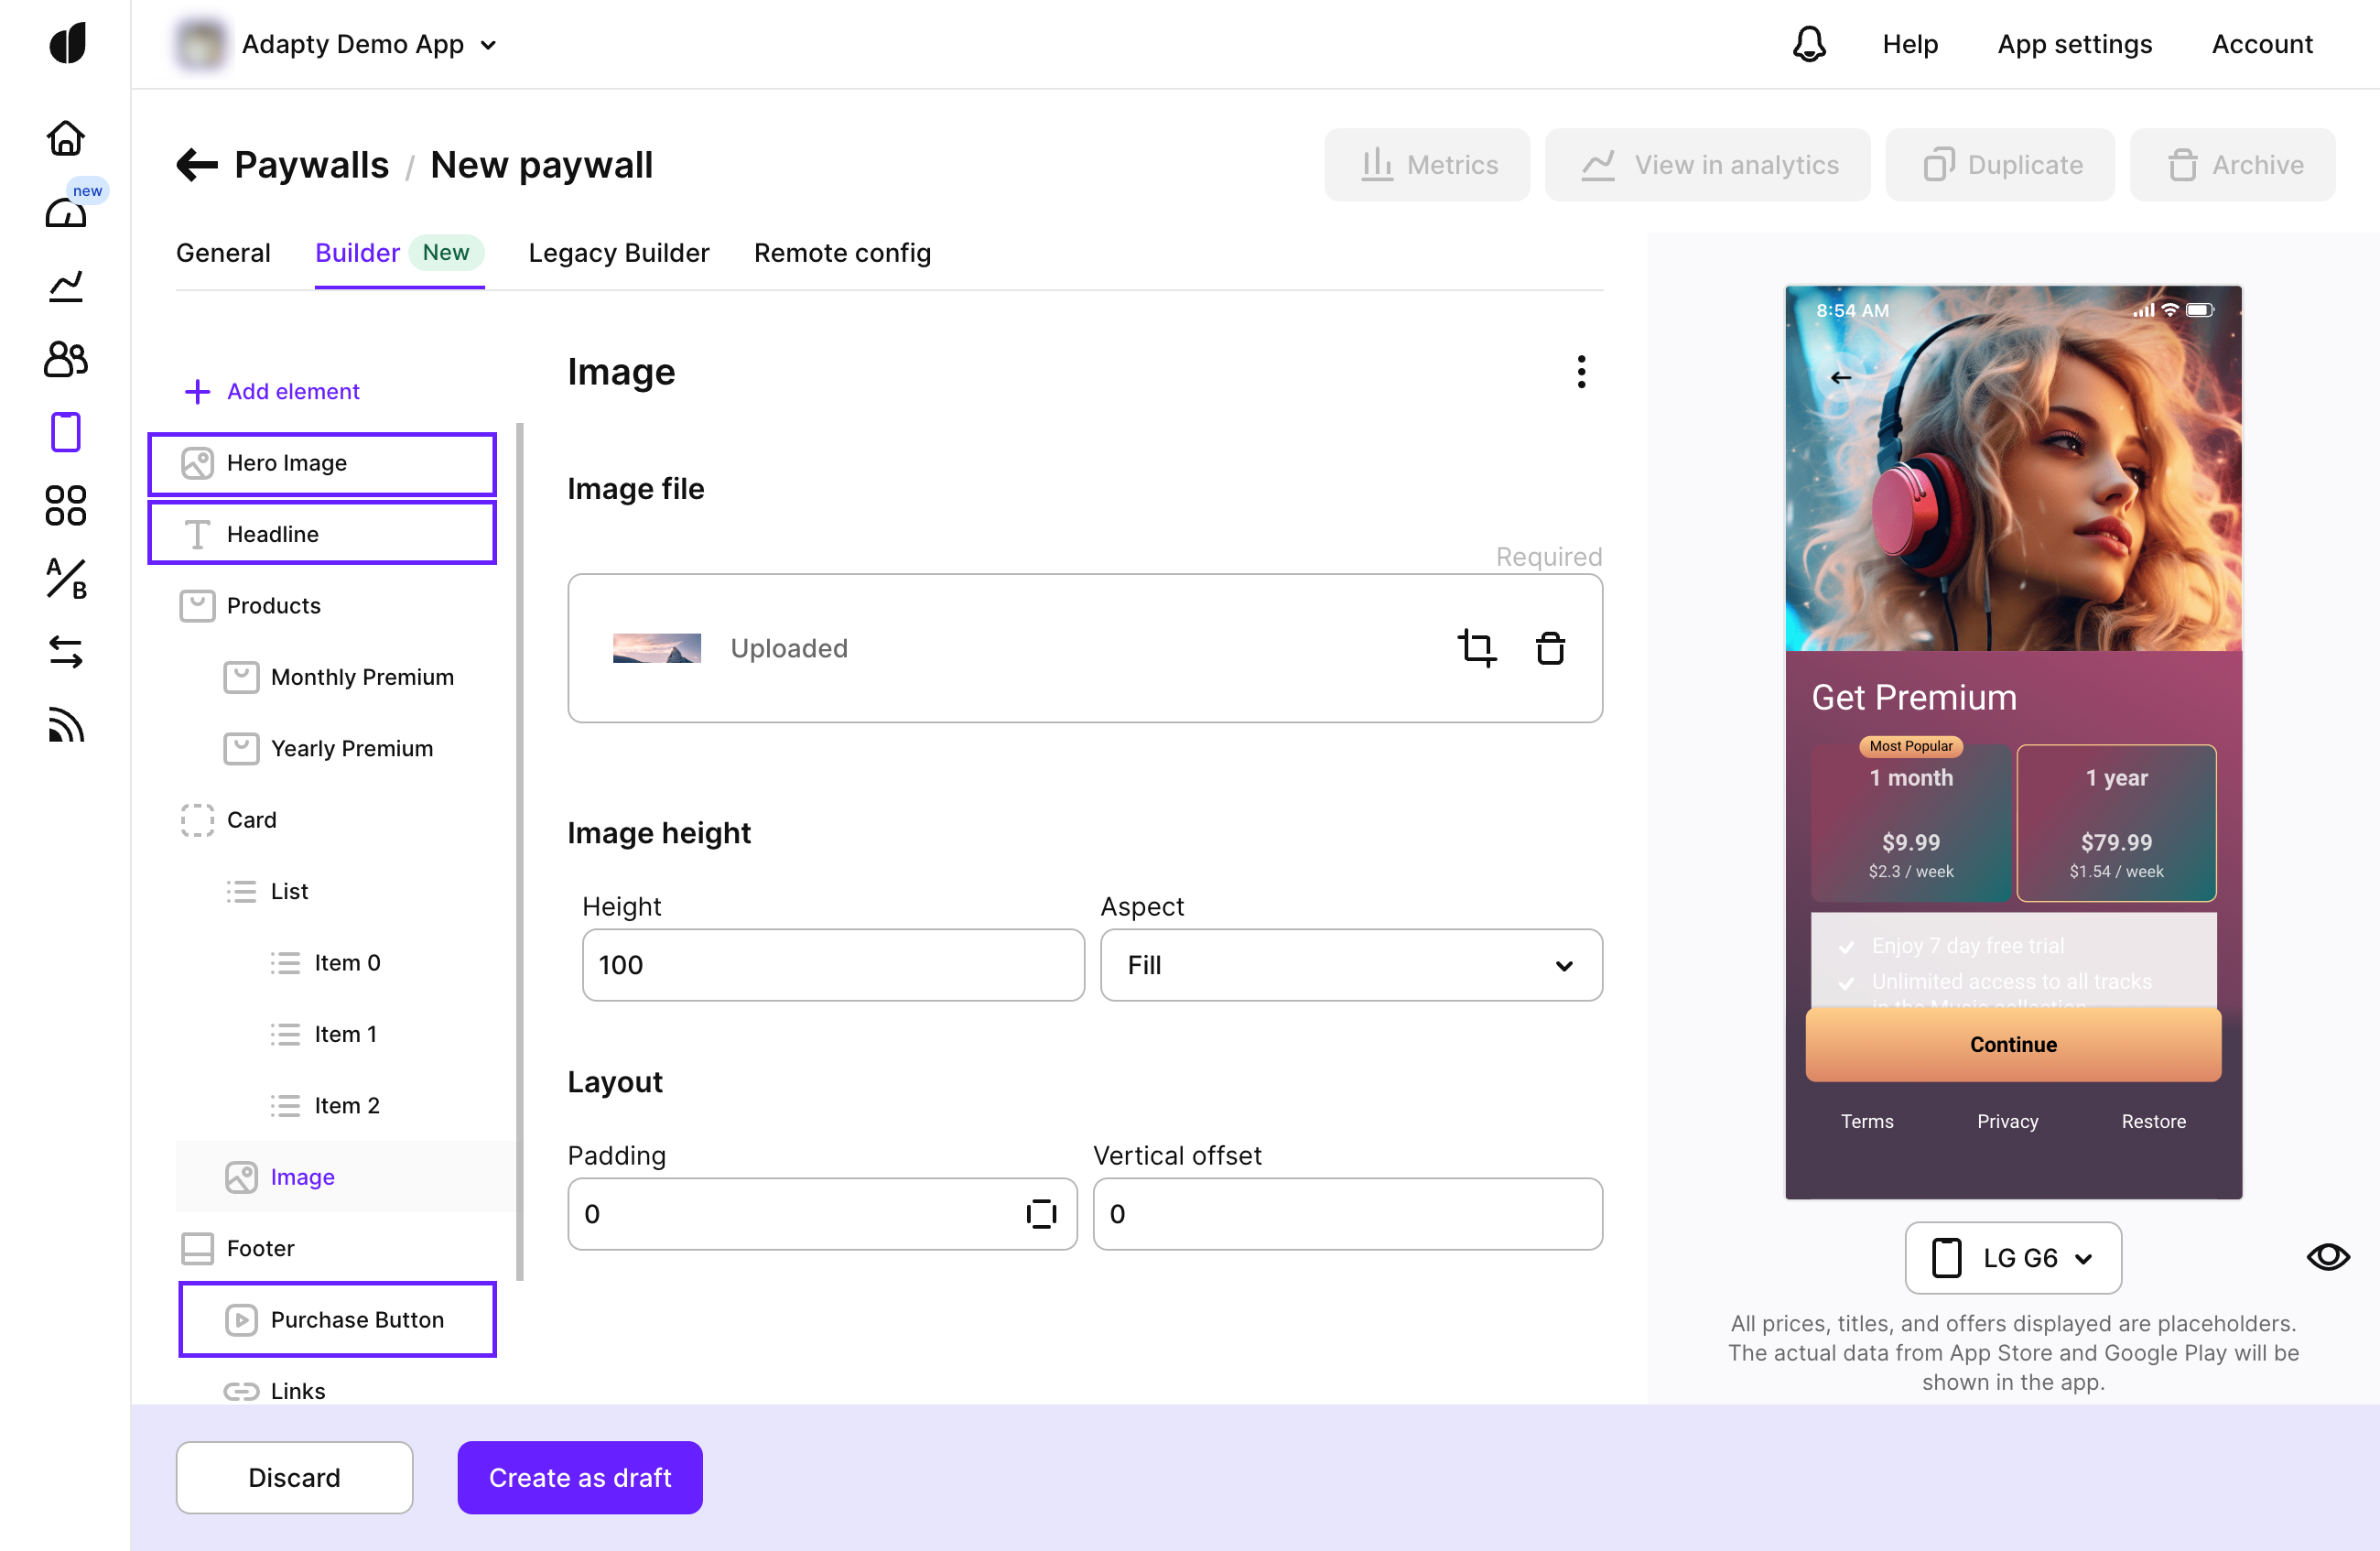 Adapty Demo App
Help
App settings
Account
new
Paywalls / New paywall
Metrics
View in analytics
Duplicate
Archive
General
Builder New
Legacy Builder
Remote config
Add element
Hero Image
Headline
Products
Monthly Premium
Yearly Premium
Card
List
Item 0
Item 1
Item 2
Image
Footer
Purchase Button
Links
A/B
Image
Image file
Required
Uploaded
Image height
Height
Aspect
100
Fill
Layout
Padding
Vertical offset
0
0
8:54 AM
Get Premium
Most Popular
1 month
1 year
$9.99
$79.99
$2.3 / week
$1.54 / week
Enjoy 7 day free trial
Unlimited access to all tracks
in the Music collection
Continue
Terms
Privacy
Restore
LG G6
All prices, titles, and offers displayed are placeholders.
The actual data from App Store and Google Play will be
shown in the app.
Discard
Create as draft